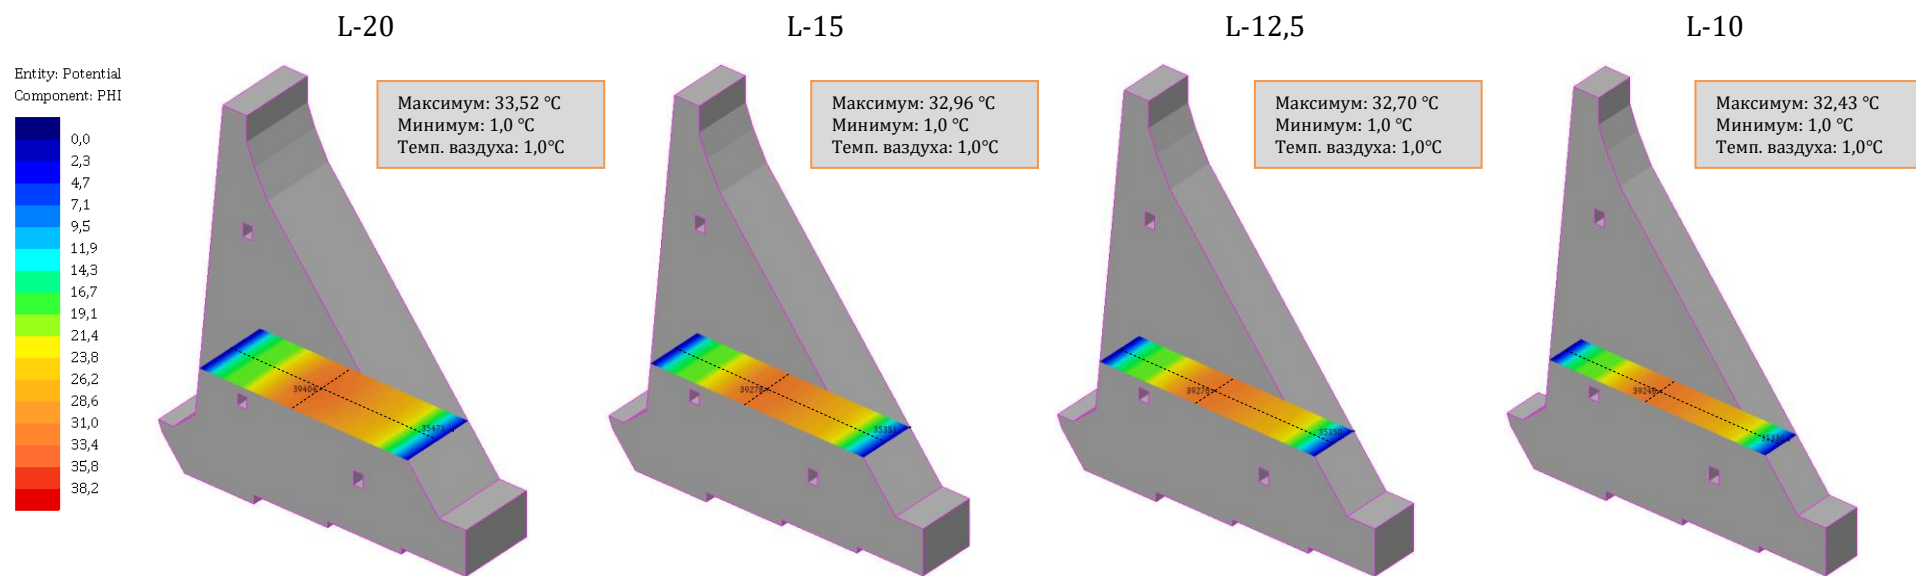 L-20
L-15
L-12,5
L-10
Entity: Potential
Component: PHI
0,0
2,3
4,7
7,1
9,5
11,9
14,3
16,7
19,1
21,4
23,8
26,2
28,6
31,0
33,4
35,8
38,2
Максимум: 33,52 °C
Минимум: 1,0 °C
Темп. ваздуха: 1,0°C
Максимум: 32,96 °C
Минимум: 1,0 °C
Темп. ваздуха: 1,0°C
Максимум: 32,70 °C
Минимум: 1,0 °C
Темп. ваздуха: 1,0°C
Максимум: 32,43 °C
Минимум: 1,0 °C
Темп. ваздуха: 1,0°C